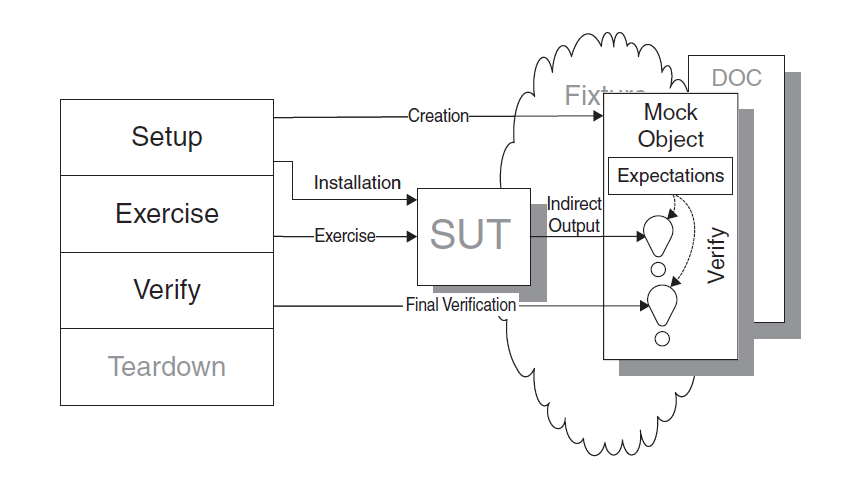 Setup
Exercise
Verify
Teardown
Creation
Installation
Exercise
Final Verification
SUT
Indirect
Output
Fixture
DOC
Mock
Object
Expectations
Verify